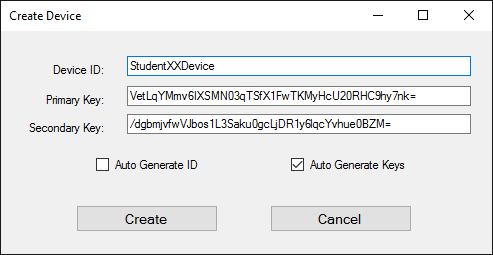 Create Device
Device ID: StudentXXDevice
Primary Key: VetLqYMmv6IXSMN03qTSfX1FwTKMyHcU20RHC9hy7nk=
Secondary Key: /dgbmjvfwVJbos1L3Saku0gcLjDR1y6lqcYvhue0BZM=
Auto Generate ID Auto Generate Keys
Create Cancel